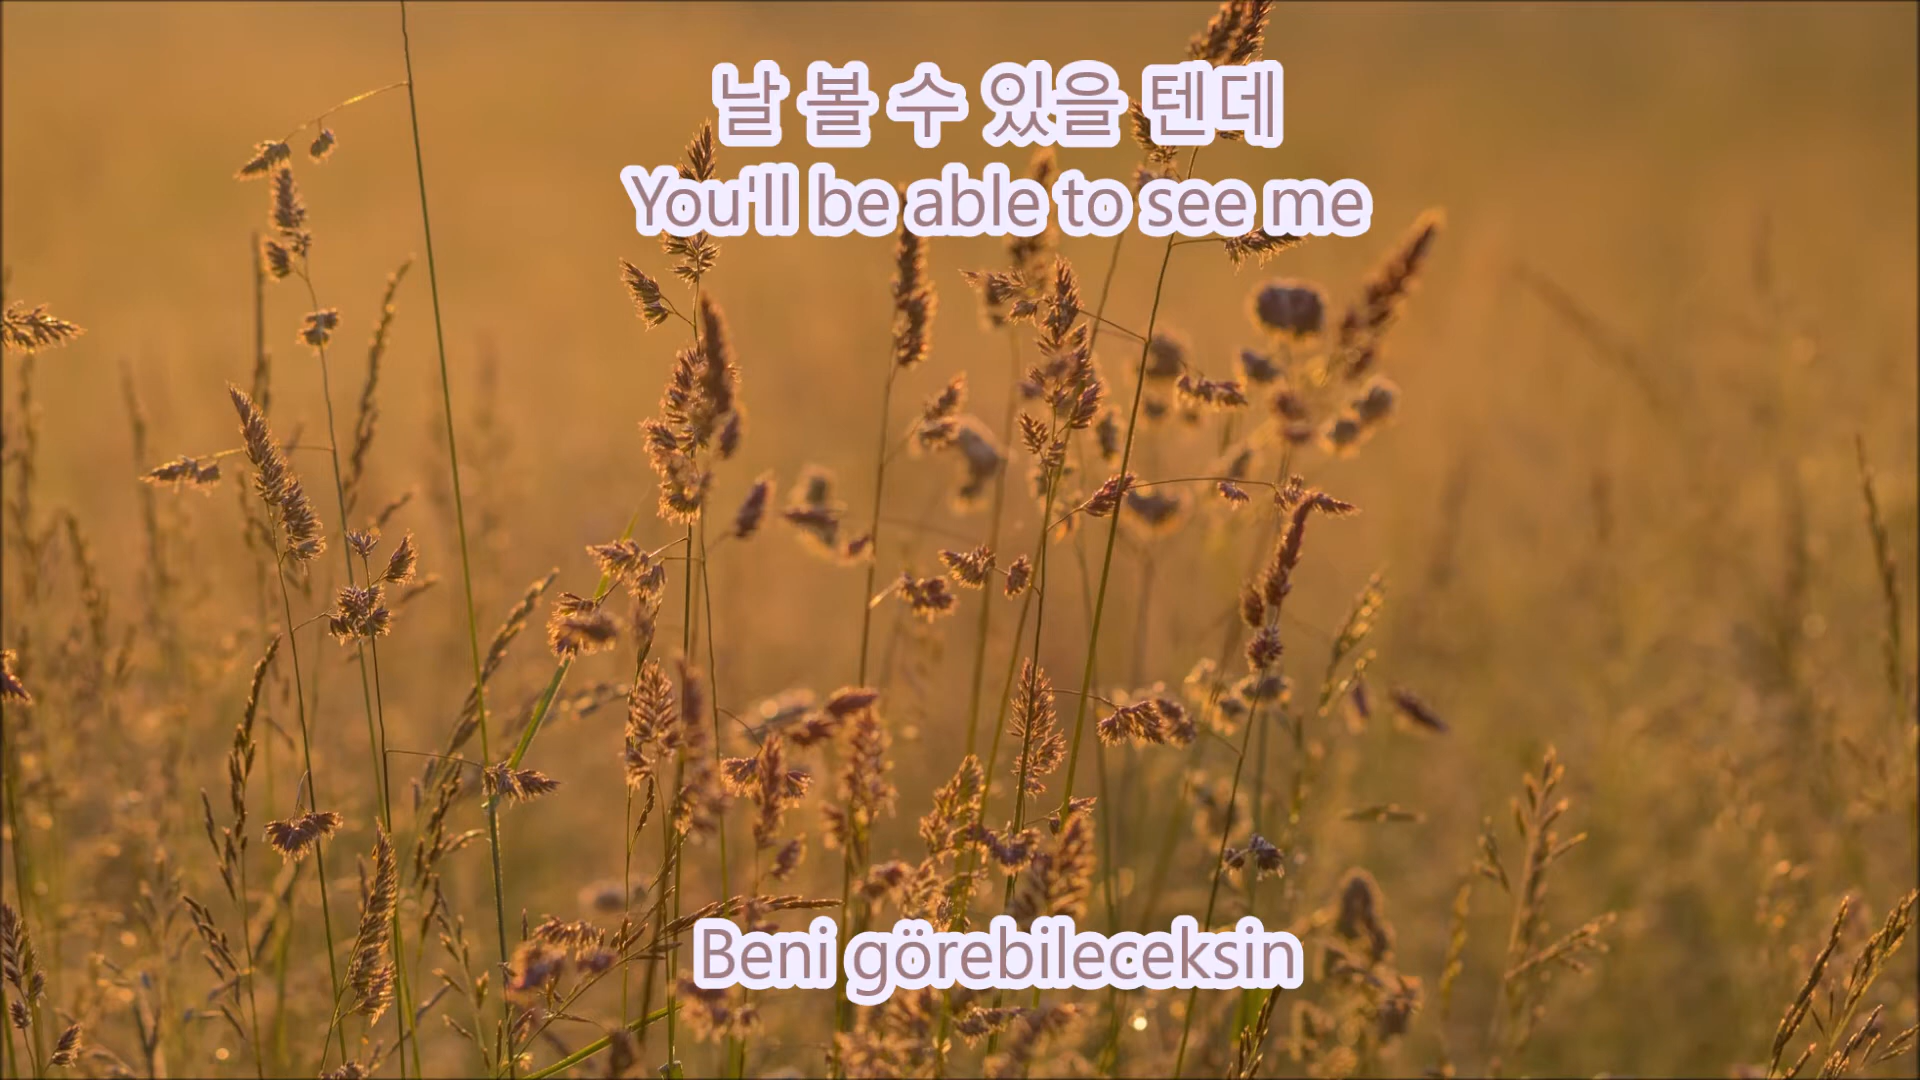 날 볼 수 있을 텐데
You'll be able to see me
Beni görebileceksin